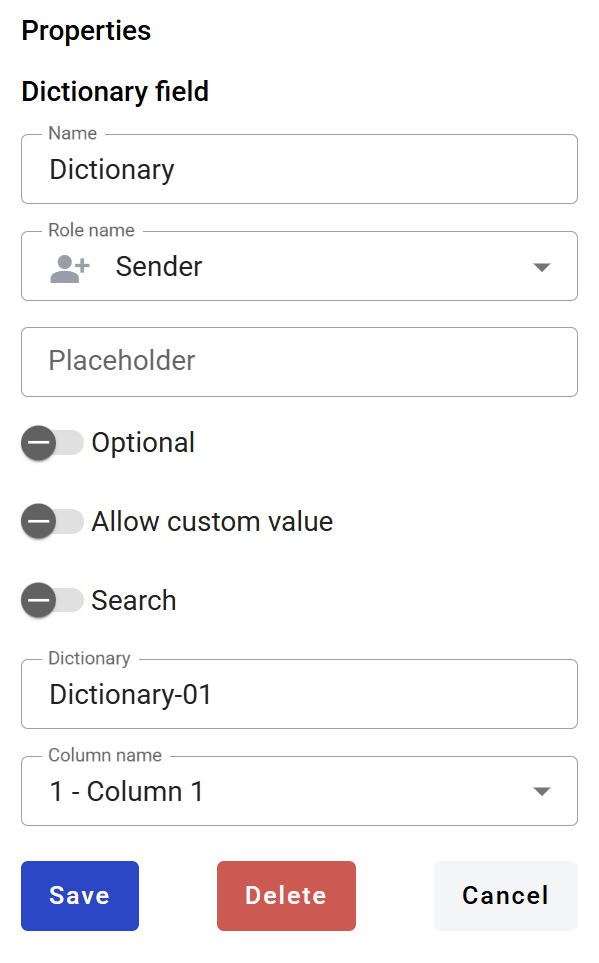 Properties
Dictionary field
Name
Dictionary
Role name
Sender
Placeholder
Optional
Allow custom value
Search
Dictionary
Dictionary-01
Column name
1 - Column 1
Save Delete Cancel